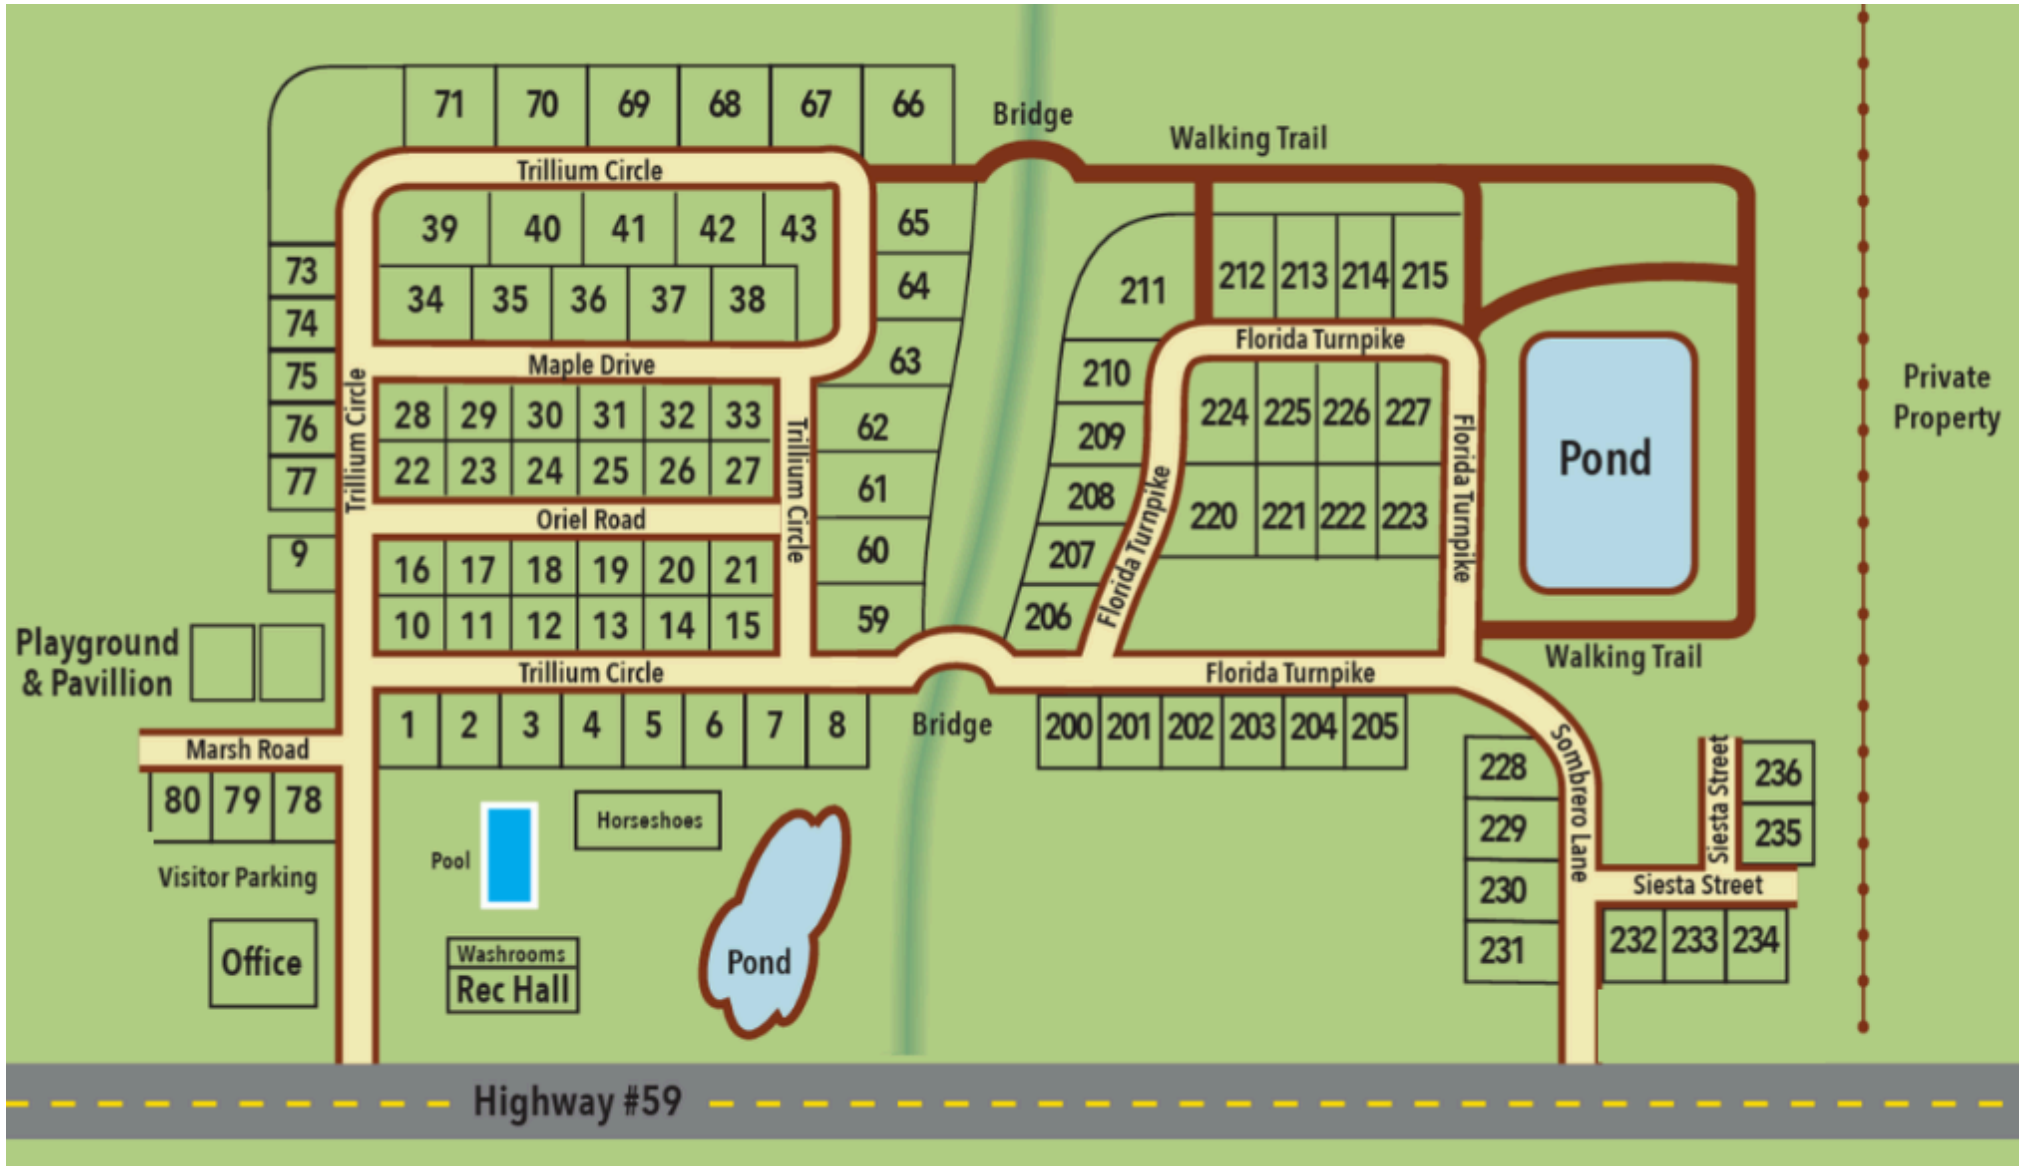 71 70 69 68 67 66
Bridge
Walking Trail
Trillium Circle
39 40 41 42 43
65
73
34 35 36 37 38
64
74
Maple Drive
63
75
Trillium Circle
28 29 30 31 32 33
62
76
22 23 24 25 26 27
Trillium Circle
61
77
Oriel Road
9
60
16 17 18 19 20 21
10 11 12 13 14 15
59
Playground
& Pavillion
Trillium Circle
1 2 3 4 5 6 7 8
Bridge
Marsh Road
80 79 78
Visitor Parking
Office
Pool
Horseshoes
Washrooms
Rec Hall
Pond
211
212 213 214 215
Florida Turnpike
210
224 225 226 227
209
208
220 221 222 223
207
206
Florida Turnpike
Florida Turnpike
Pond
Private
Property
Walking Trail
Florida Turnpike
200 201 202 203 204 205
Sombrero Lane
228
229
230
231
Siesta Street
236
235
Siesta Street
232 233 234
Highway #59